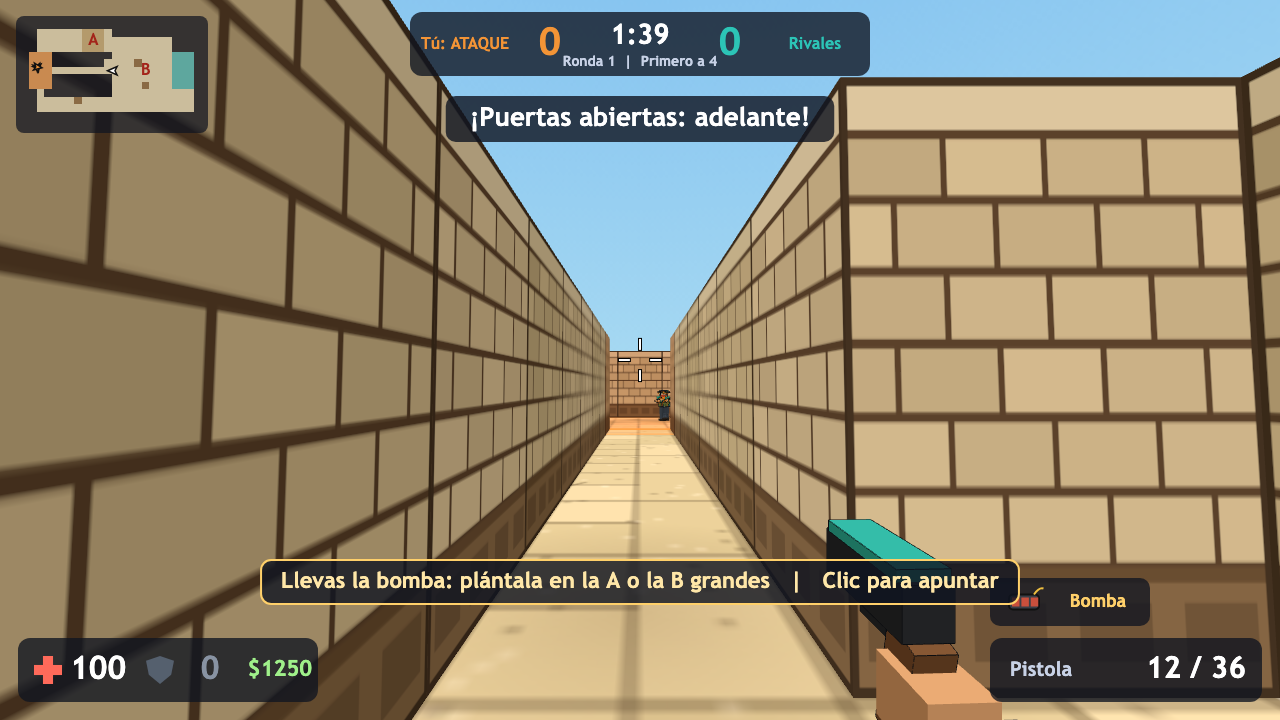 A
B
Tú: ATAQUE 0 1:39 0 Rivales
Ronda 1 | Primero a 4
¡Puertas abiertas: adelante!
Llevas la bomba: plántala en la A o la B grandes | Clic para apuntar
Bomba
100 0 $1250
Pistola 12 / 36